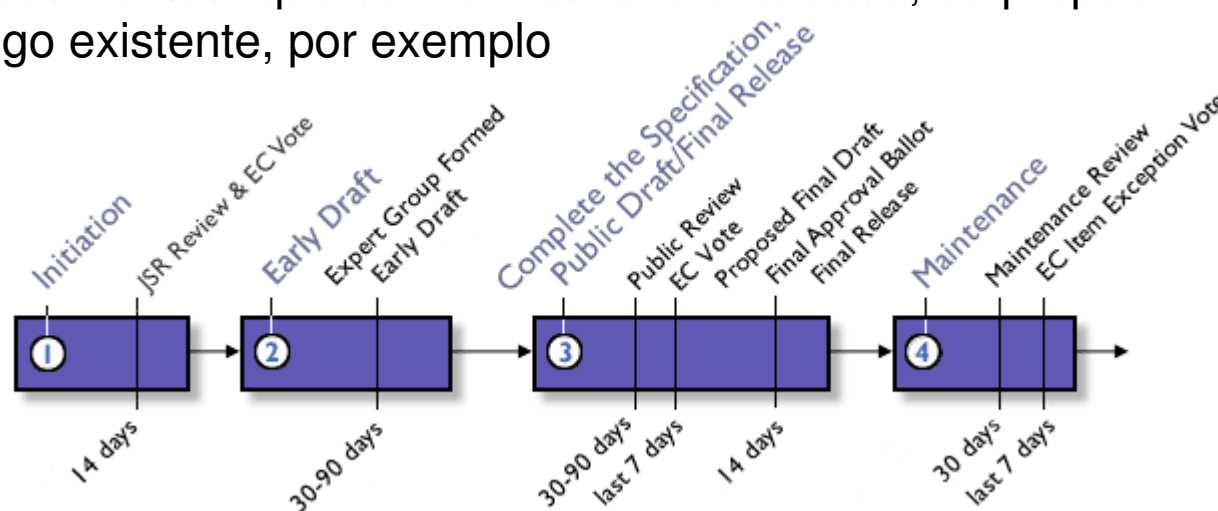 go existente, por exemplo
Initiation
JSR Review & EC Vote
Early Draft
Expert Group Formed
Early Draft
Complete the Specification,
Public Draft/Final Release
Public Review
EC Vote
Proposed Final Draft
Final Approval Ballot
Final Release
Maintenance
Maintenance Review
EC Item Exception Vote
1
2
3
4
14 days
30-90 days
30-90 days
last 7 days
14 days
30 days
last 7 days